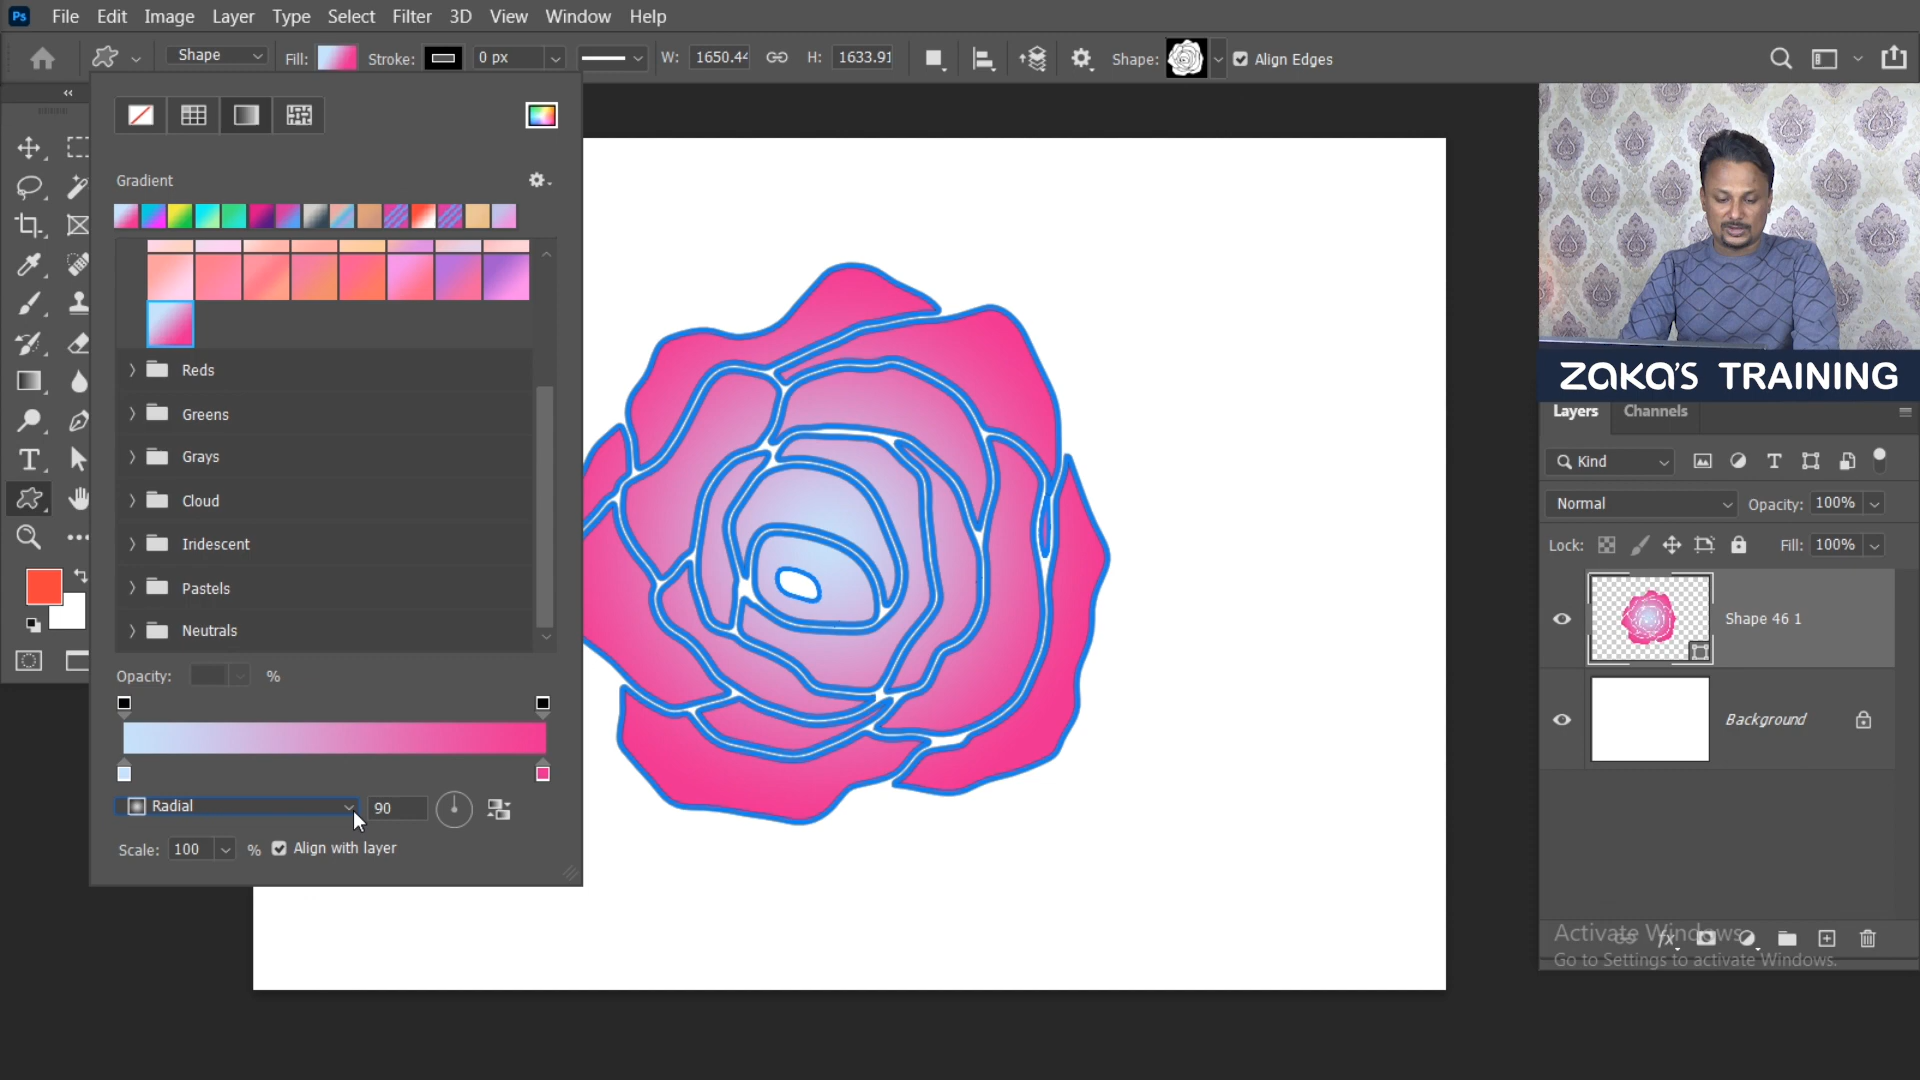 Ps File Edit Image Layer Type Select Filter 3D View Window Help
Shape Fill: Stroke: 0 px W: 1650.44 H: 1633.91 Shape: Align Edges
Gradient
Reds
Greens
Grays
Cloud
Iridescent
Pastels
Neutrals
Opacity: %
Radial 90
Scale: 100 % Align with layer
ZAKA'S TRAINING
Layers Channels
Kind
Normal Opacity: 100%
Lock: Fill: 100%
Shape 46 1
Background
Activate Windows
Go to Settings to activate Windows.